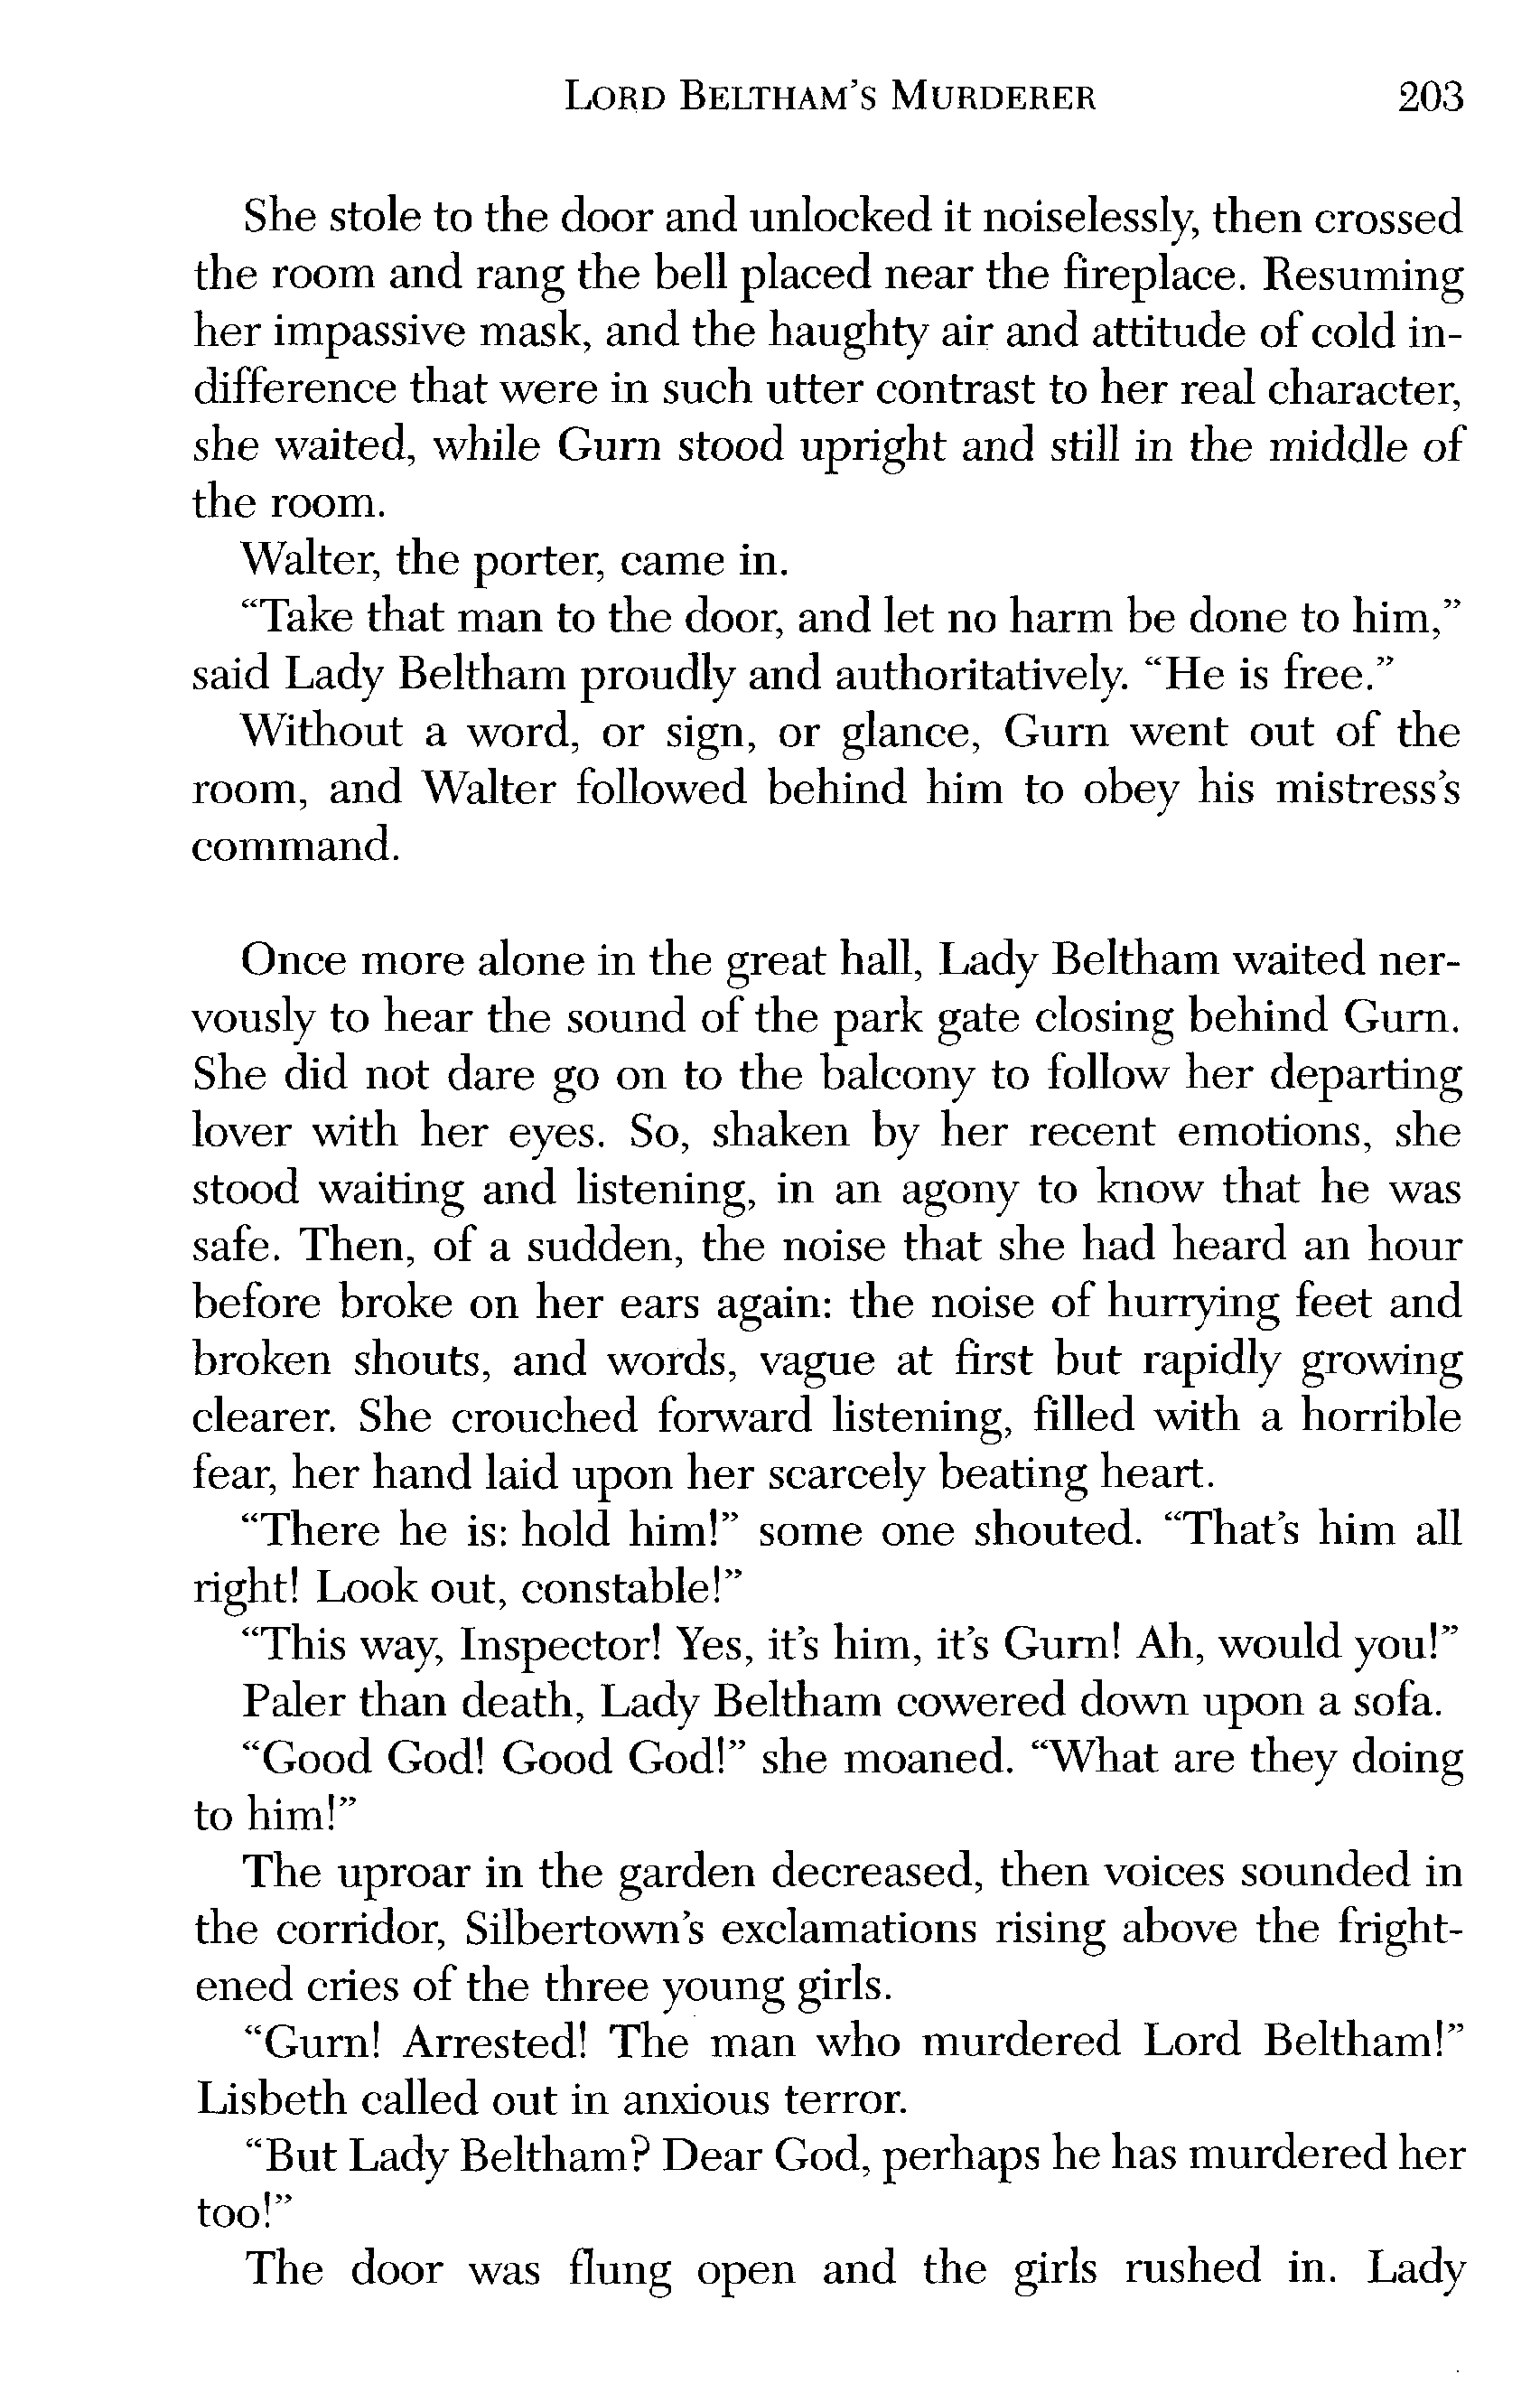 LORD BELTHAM'S MURDERER 203
She stole to the door and unlocked it noiselessly, then crossed
the room and rang the bell placed near the fireplace. Resuming
her impassive mask, and the haughty air and attitude of cold in-
difference that were in such utter contrast to her real character,
she waited, while Gurn stood upright and still in the middle of
the room.
Walter, the porter, came in.
“Take that man to the door, and let no harm be done to him,”
said Lady Beltham proudly and authoritatively. “He is free.”
Without a word, or sign, or glance, Gurn went out of the
room, and Walter followed behind him to obey his mistress's
command.
Once more alone in the great hall, Lady Beltham waited ner-
vously to hear the sound of the park gate closing behind Gurn.
She did not dare go on to the balcony to follow her departing
lover with her eyes. So, shaken by her recent emotions, she
stood waiting and listening, in an agony to know that he was
safe. Then, of a sudden, the noise that she had heard an hour
before broke on her ears again: the noise of hurrying feet and
broken shouts, and words, vague at first but rapidly growing
clearer. She crouched forward listening, filled with a horrible
fear, her hand laid upon her scarcely beating heart.
“There he is: hold him!” some one shouted. “That's him all
right! Look out, constable!”
“This way, Inspector! Yes, it's him, it's Gurn! Ah, would you!”
Paler than death, Lady Beltham cowered down upon a sofa.
“Good God! Good God!” she moaned. “What are they doing
to him!”
The uproar in the garden decreased, then voices sounded in
the corridor, Silbertown's exclamations rising above the fright-
ened cries of the three young girls.
“Gurn! Arrested! The man who murdered Lord Beltham!”
Lisbeth called out in anxious terror.
“But Lady Beltham? Dear God, perhaps he has murdered her
too!”
The door was flung open and the girls rushed in. Lady